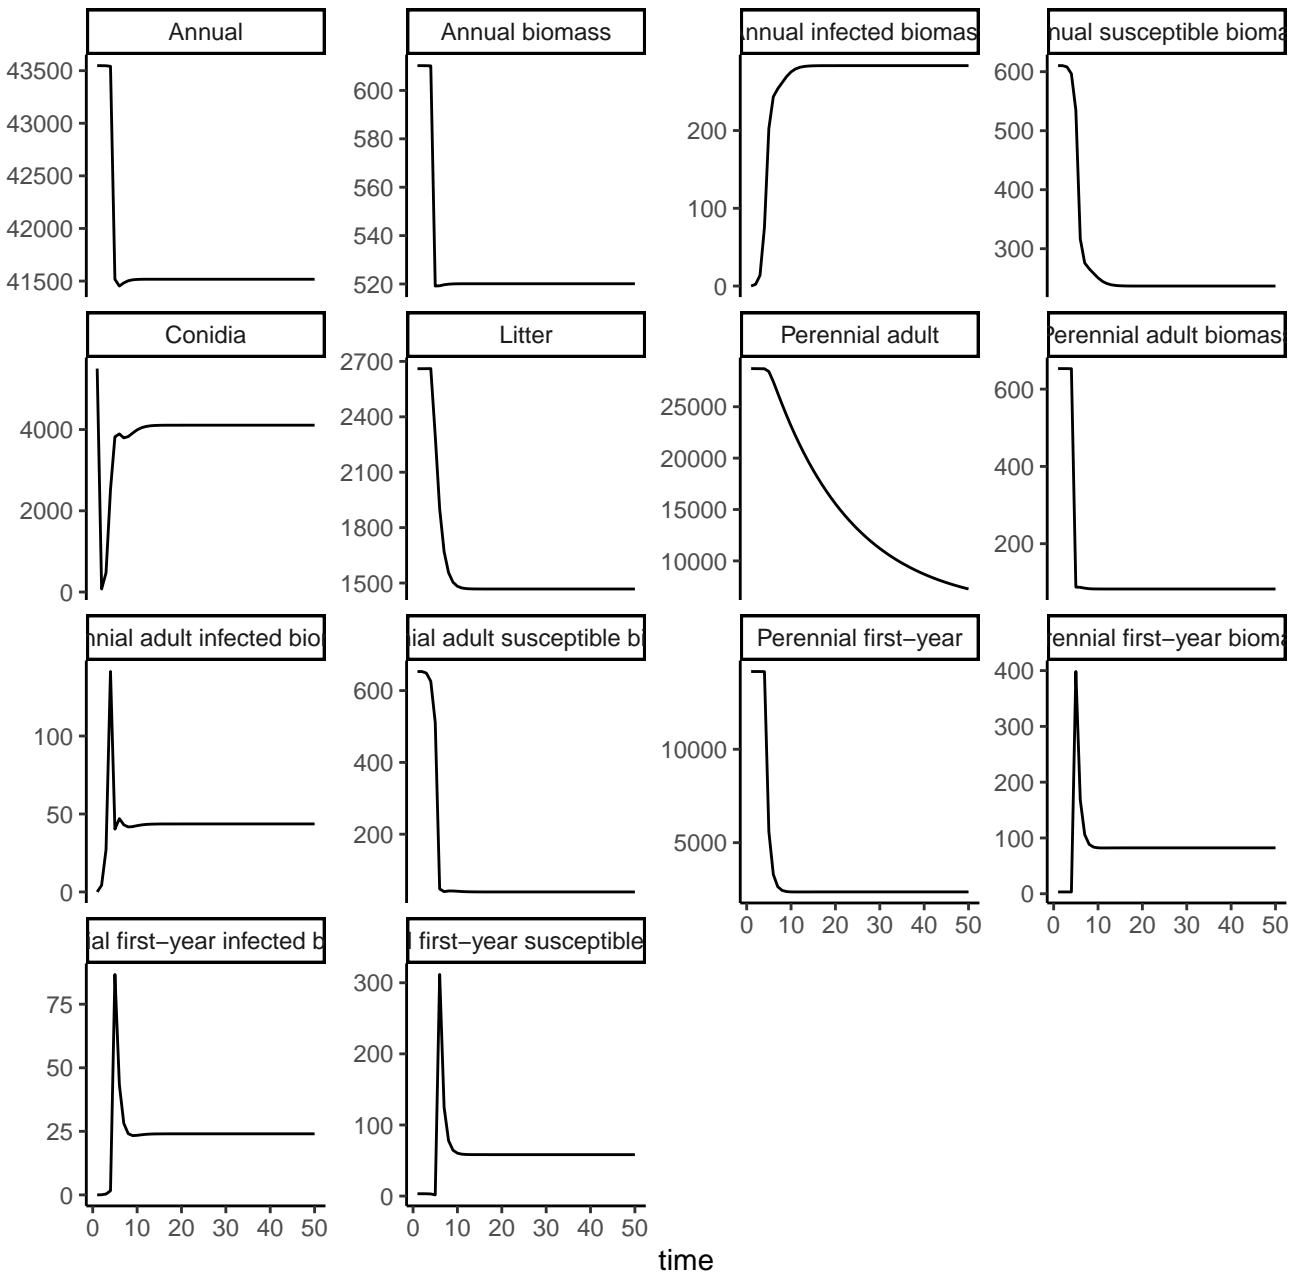 Annual
Annual biomass
Annual infected biomas
nual susceptible bioma
43500
43000
42500
42000
41500
600
580
560
540
520
200
100
0
600
500
400
300
Conidia
Litter
Perennial adult
Perennial adult biomas
4000
2000
0
2700
2400
2100
1800
1500
25000
20000
15000
10000
600
400
200
nnial adult infected bio
ial adult susceptible bi
Perennial first−year
rennial first−year bioma
100
50
0
600
400
200
10000
5000
400
300
200
100
0
0 10 20 30 40 50
0 10 20 30 40 50
ial first−year infected b
first−year susceptible
75
50
25
0
300
200
100
0
0 10 20 30 40 50
0 10 20 30 40 50
time